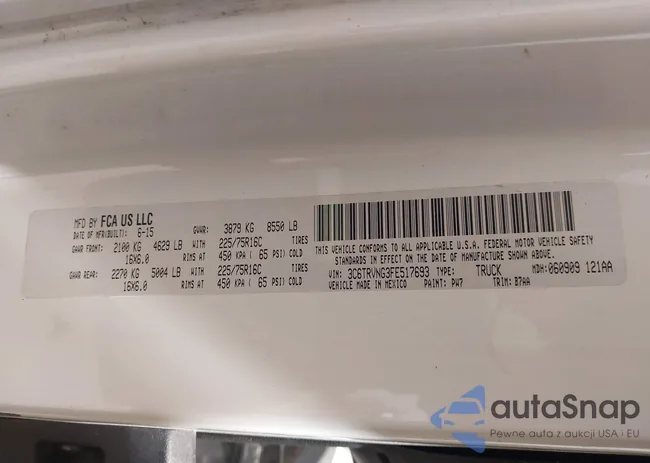 MFD BY FCA US LLC
DATE OF MFR(BUILT): 6-15 GVWR: 3879 KG 8550 LB
GAWR FRONT: 2100 KG 4629 LB WITH 225/75R16C TIRES
16X6.0 RIMS AT 450 KPA ( 65 PSI) COLD
GAWR REAR: 2270 KG 5004 LB WITH 225/75R16C TIRES
16X6.0 RIMS AT 450 KPA ( 65 PSI) COLD
THIS VEHICLE CONFORMS TO ALL APPLICABLE U.S.A. FEDERAL MOTOR VEHICLE SAFETY
STANDARDS IN EFFECT ON THE DATE OF MANUFACTURE SHOWN ABOVE.
VIN: 3C6TRVNG3FE517693 TYPE: TRUCK MDH: 060909 121AA
VEHICLE MADE IN MEXICO PAINT: PW7 TRIM: B7AA
autaSnap
Pewne auta z aukcji USA i EU